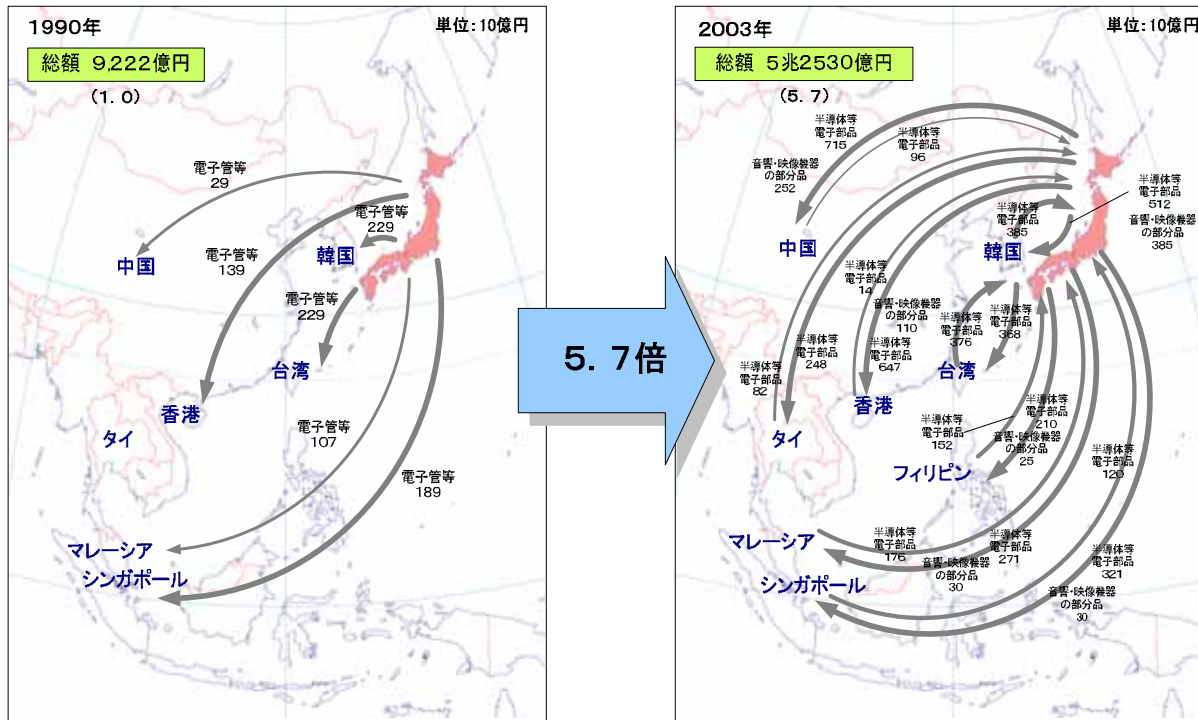 1990年
単位:10億円
総額 9,222億円
(1.0)
電子管等
29
電子管等
229
韓国
中国
電子管等
139
電子管等
229
台湾
香港
タイ
電子管等
107
電子管等
189
マレーシア
シンガポール
5.7倍
2003年
単位:10億円
総額 5兆2530億円
(5.7)
半導体等
電子部品
715
半導体等
電子部品
96
音響・映像機器
の部分品
252
半導体等
電子部品
512
音響・映像機器
の部分品
385
半導体等
電子部品
385
中国
韓国
半導体等
電子部品
14
音響・映像機器
の部分品
110
半導体等
電子部品
376
半導体等
電子部品
368
半導体等
電子部品
82
半導体等
電子部品
248
半導体等
電子部品
647
台湾
香港
タイ
半導体等
電子部品
152
半導体等
電子部品
210
音響・映像機器
の部分品
25
フィリピン
半導体等
電子部品
120
マレーシア
半導体等
電子部品
176
半導体等
電子部品
271
音響・映像機器
の部分品
30
シンガポール
半導体等
電子部品
321
音響・映像機器
の部分品
30